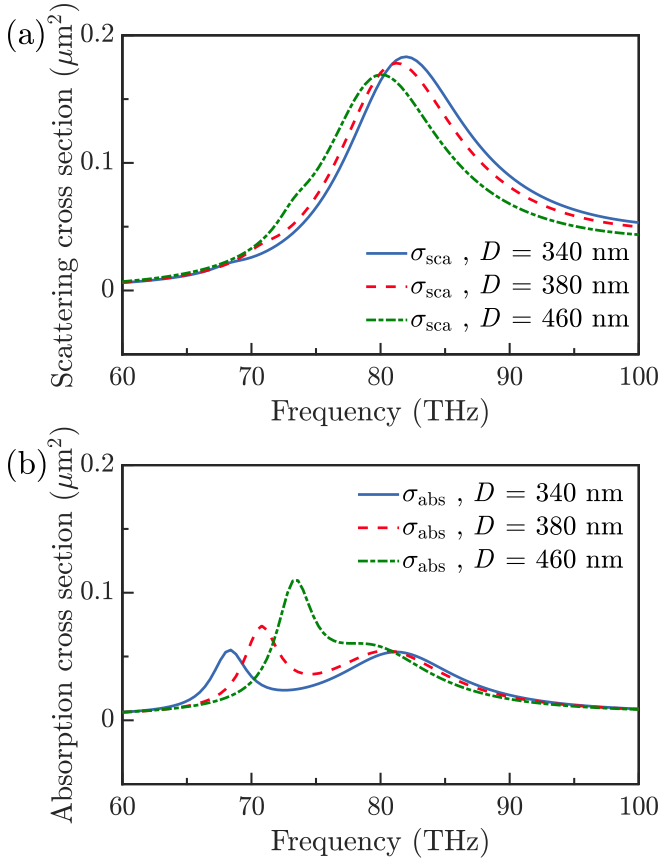 (a)
Scattering cross section (μm²)
0.2
0.1
0
σsca , D = 340 nm
σsca , D = 380 nm
σsca , D = 460 nm
60 70 80 90 100
Frequency (THz)
(b)
Absorption cross section (μm²)
0.2
0.1
0
σabs , D = 340 nm
σabs , D = 380 nm
σabs , D = 460 nm
60 70 80 90 100
Frequency (THz)